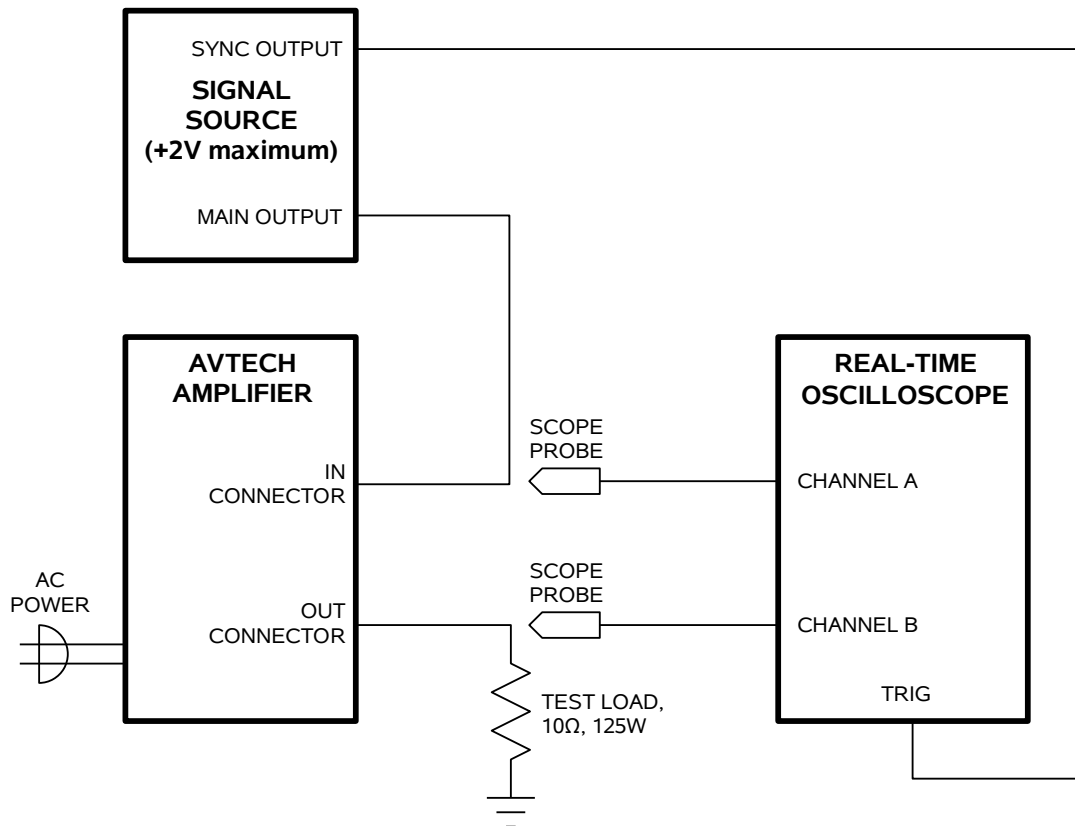 SYNC OUTPUT
SIGNAL
SOURCE
(+2V maximum)
MAIN OUTPUT
AVTECH
AMPLIFIER
IN
CONNECTOR
OUT
CONNECTOR
AC
POWER
SCOPE
PROBE
SCOPE
PROBE
TEST LOAD,
10Ω, 125W
REAL-TIME
OSCILLOSCOPE
CHANNEL A
CHANNEL B
TRIG